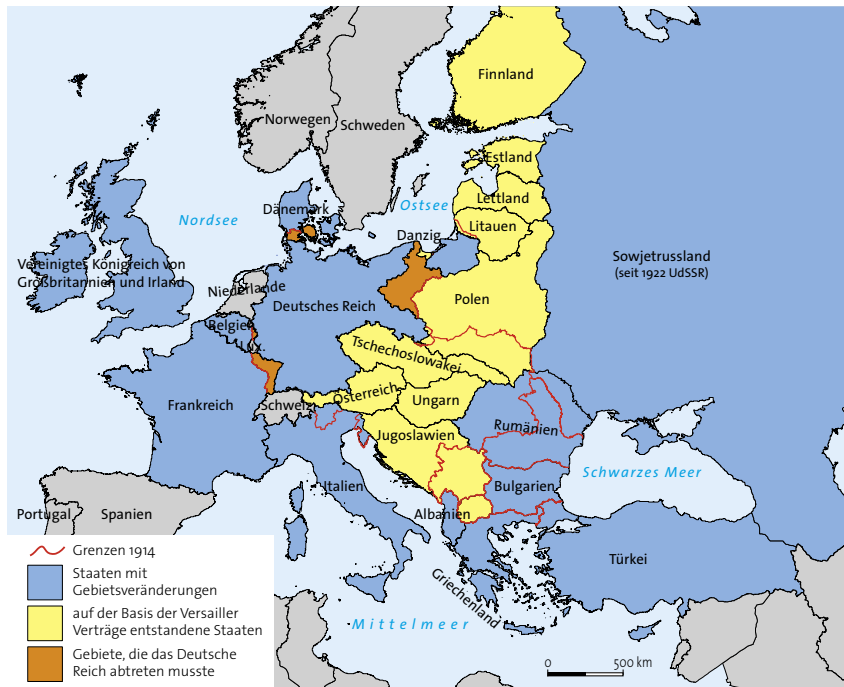 Finnland
Norwegen
Schweden
Estland
Nordsee
Dänemark
Ostsee
Lettland
Danzig
Litauen
Sowjetrussland
(seit 1922 UdSSR)
Vereinigtes Königreich von
Großbritannien und Irland
Niederlande
Deutsches Reich
Polen
Belgien
Lux.
Tschechoslowakei
Frankreich
Schweiz
Österreich
Ungarn
Rumänien
Jugoslawien
Schwarzes Meer
Italien
Bulgarien
Portugal
Spanien
Albanien
Türkei
Griechenland
Mittelmeer
Grenzen 1914
Staaten mit
Gebietsveränderungen
auf der Basis der Versailler
Verträge entstandene Staaten
Gebiete, die das Deutsche
Reich abtreten musste
0 500 km